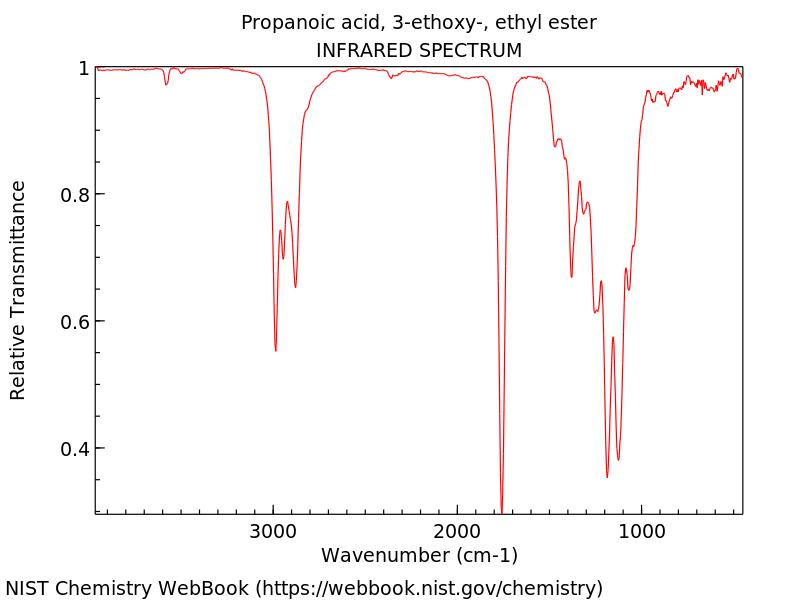 Propanoic acid, 3-ethoxy-, ethyl ester
INFRARED SPECTRUM
1
0.8
0.6
0.4
Relative Transmittance
3000 2000 1000
Wavenumber (cm-1)
NIST Chemistry WebBook (https://webbook.nist.gov/chemistry)